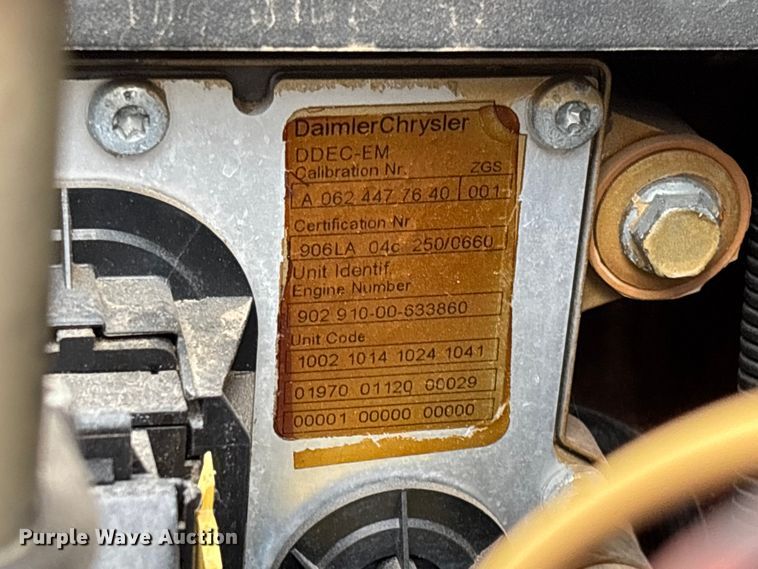 DaimlerChrysler
DDEC-EM
Calibration Nr. ZGS
A 062 447 76 40 001
Certification Nr
906LA 04c 250/0660
Unit Identif
Engine Number
902 910-00-633860
Unit Code
1002 1014 1024 1041
01970 01120 00029
00001 00000 00000
Purple Wave Auction